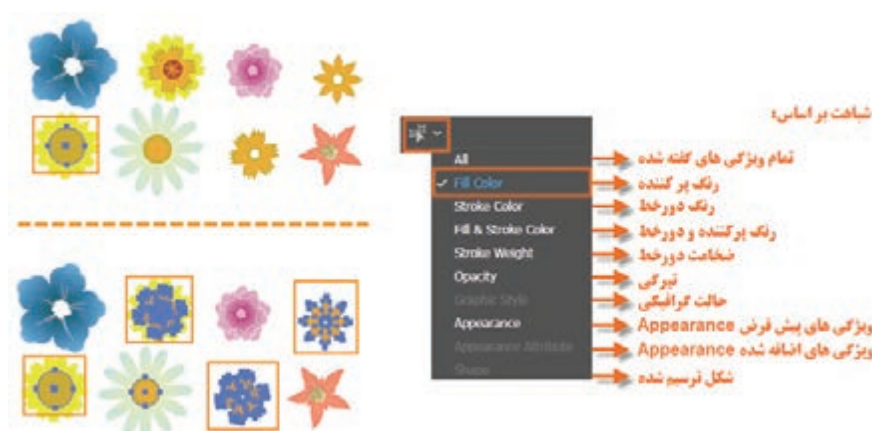 شباهت بر اساس:
All تمام ویژگی های گفته شده
Fill Color رنگ پر کننده
Stroke Color رنگ دورخط
Fill & Stroke Color رنگ پرکننده و دورخط
Stroke Weight ضخامت دورخط
Opacity تیرگی
Graphic Style حالت گرافیکی
Appearance ویژگی های پیش فرض Appearance
Appearance Attribute ویژگی های اضافه شده Appearance
Shape شکل ترسیم شده